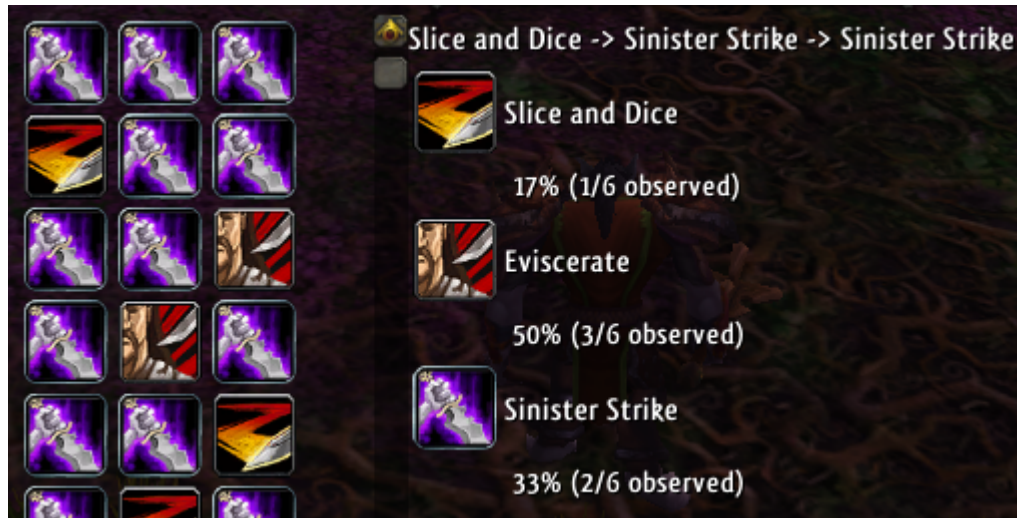 Slice and Dice -> Sinister Strike -> Sinister Strike
Slice and Dice
17% (1/6 observed)
Eviscerate
50% (3/6 observed)
Sinister Strike
33% (2/6 observed)